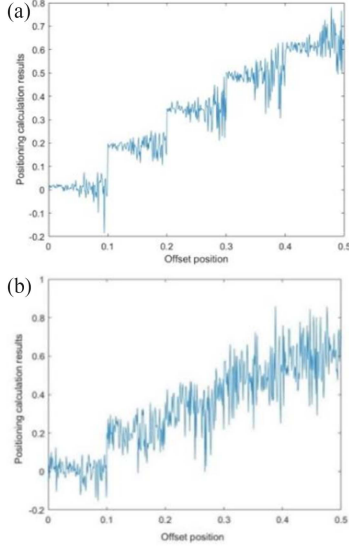 (a)
0.8
0.7
0.6
0.5
0.4
0.3
0.2
0.1
0
-0.1
-0.2
0 0.1 0.2 0.3 0.4 0.5
Offset position
Positioning calculation results
(b)
1
0.8
0.6
0.4
0.2
0
-0.2
0 0.1 0.2 0.3 0.4 0.5
Offset position
Positioning calculation results